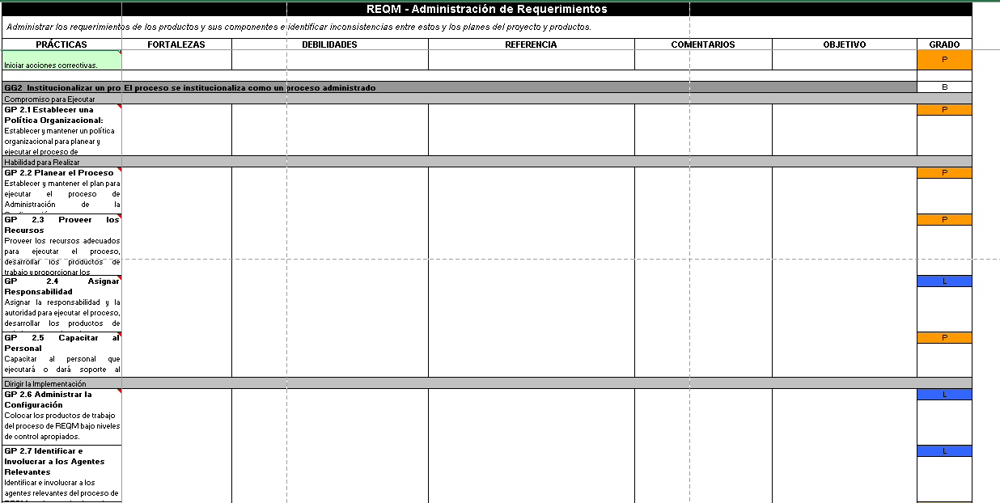 REQM - Administración de Requerimientos
Administrar los requerimientos de los productos y sus componentes e identificar inconsistencias entre estos y los planes del proyecto y productos.
PRÁCTICAS FORTALEZAS DEBILIDADES REFERENCIA COMENTARIOS OBJETIVO GRADO
Iniciar acciones correctivas. P
GG2 Institucionalizar un pro El proceso se institucionaliza como un proceso administrado B
Compromiso para Ejecutar
GP 2.1 Establecer una P
Política Organizacional:
Establecer y mantener un política
organizacional para planear y
ejecutar el proceso de
Habilidad para Realizar
GP 2.2 Planear el Proceso P
Establecer y mantener el plan para
ejecutar el proceso de
Administración de la
GP 2.3 Proveer los P
Recursos
Proveer los recursos adecuados
para ejecutar el proceso,
desarrollar los productos de
trabajo y proporcionar los
GP 2.4 Asignar L
Responsabilidad
Asignar la responsabilidad y la
autoridad para ejecutar el proceso,
desarrollar los productos de
GP 2.5 Capacitar al P
Personal
Capacitar al personal que
ejecutará o dará soporte al
Dirigir la Implementación
GP 2.6 Administrar la L
Configuración
Colocar los productos de trabajo
del proceso de REQM bajo niveles
de control apropiados.
GP 2.7 Identificar e L
Involucrar a los Agentes
Relevantes
Identificar e involucrar a los
agentes relevantes del proceso de